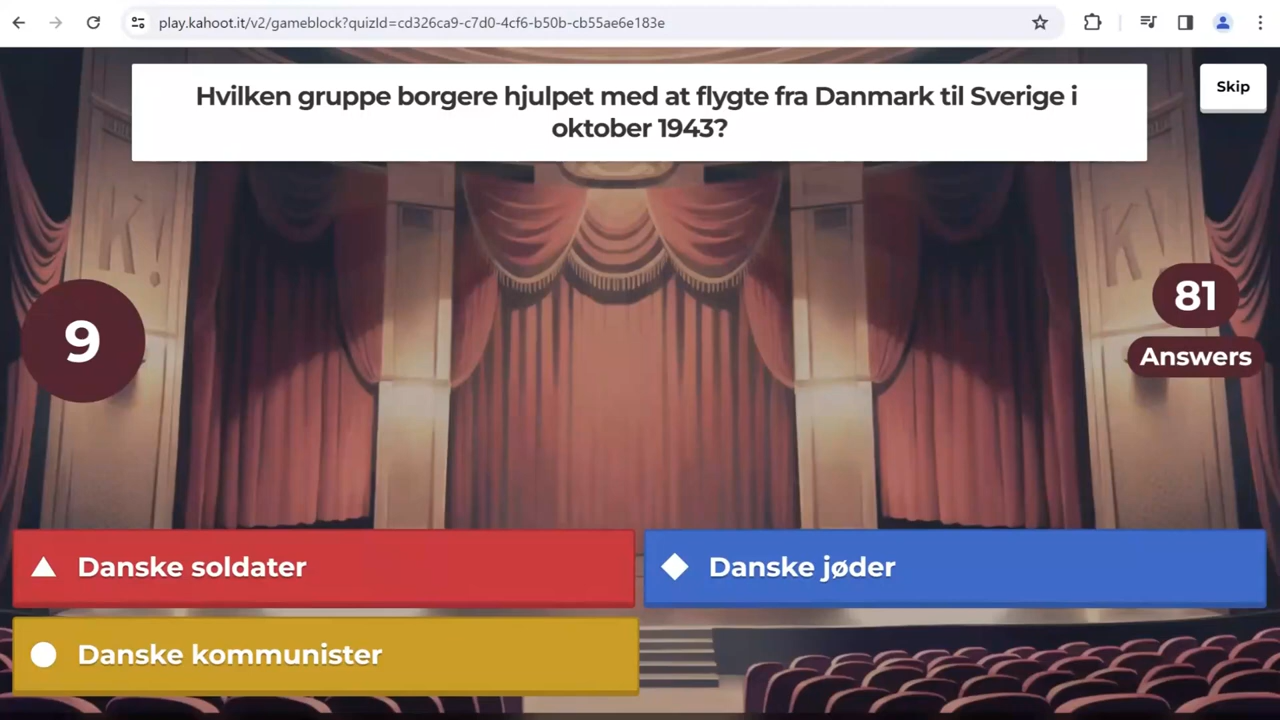 play.kahoot.it/v2/gameblock?quizId=cd326ca9-c7d0-4cf6-b50b-cb55ae6e183e
Hvilken gruppe borgere hjulpet med at flygte fra Danmark til Sverige i
oktober 1943?
Skip
K!
K!
9
81
Answers
Danske soldater
Danske jøder
Danske kommunister